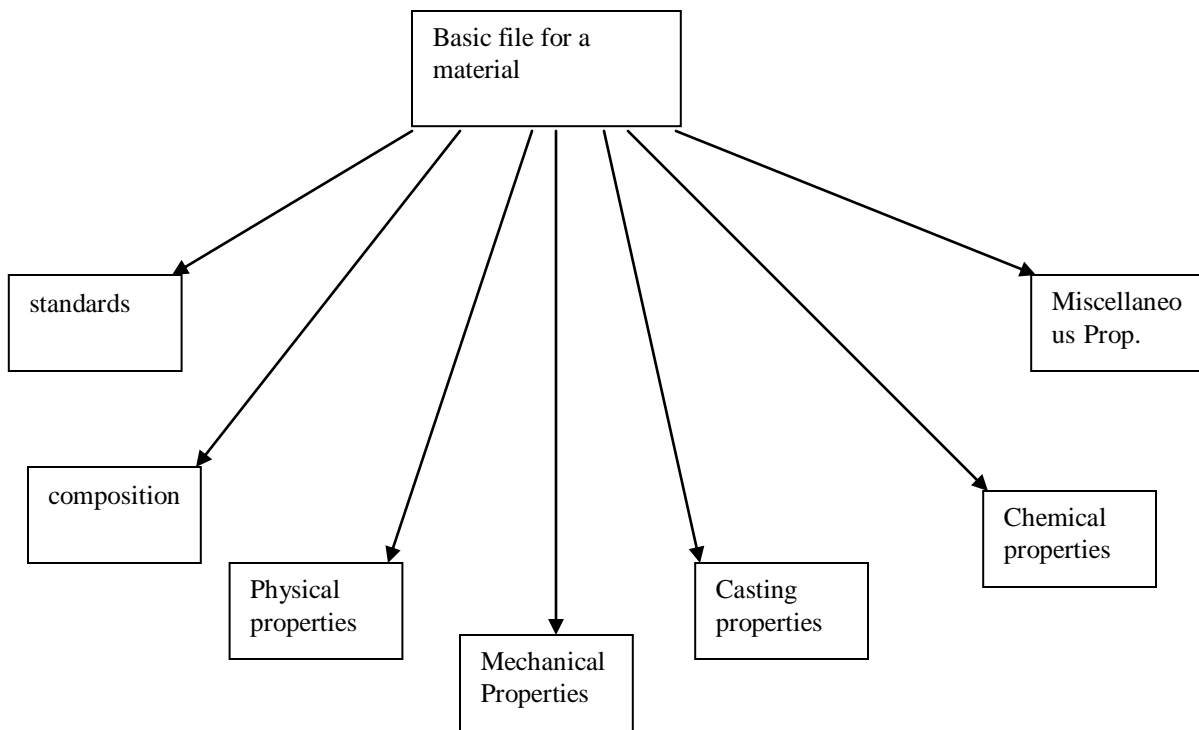 Basic file for a
material
standards
Miscellaneo
us Prop.
composition
Chemical
properties
Physical
properties
Casting
properties
Mechanical
Properties